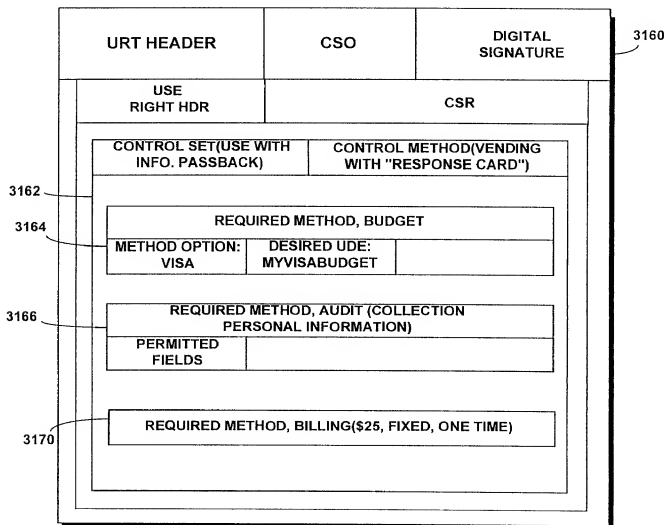 URT HEADER
CSO
DIGITAL
SIGNATURE
3160
USE
RIGHT HDR
CSR
CONTROL SET(USE WITH
INFO. PASSBACK)
CONTROL METHOD(VENDING
WITH "RESPONSE CARD")
3162
REQUIRED METHOD, BUDGET
3164
METHOD OPTION:
VISA
DESIRED UDE:
MYVISABUDGET
3166
REQUIRED METHOD, AUDIT (COLLECTION
PERSONAL INFORMATION)
PERMITTED
FIELDS
3170
REQUIRED METHOD, BILLING($25, FIXED, ONE TIME)